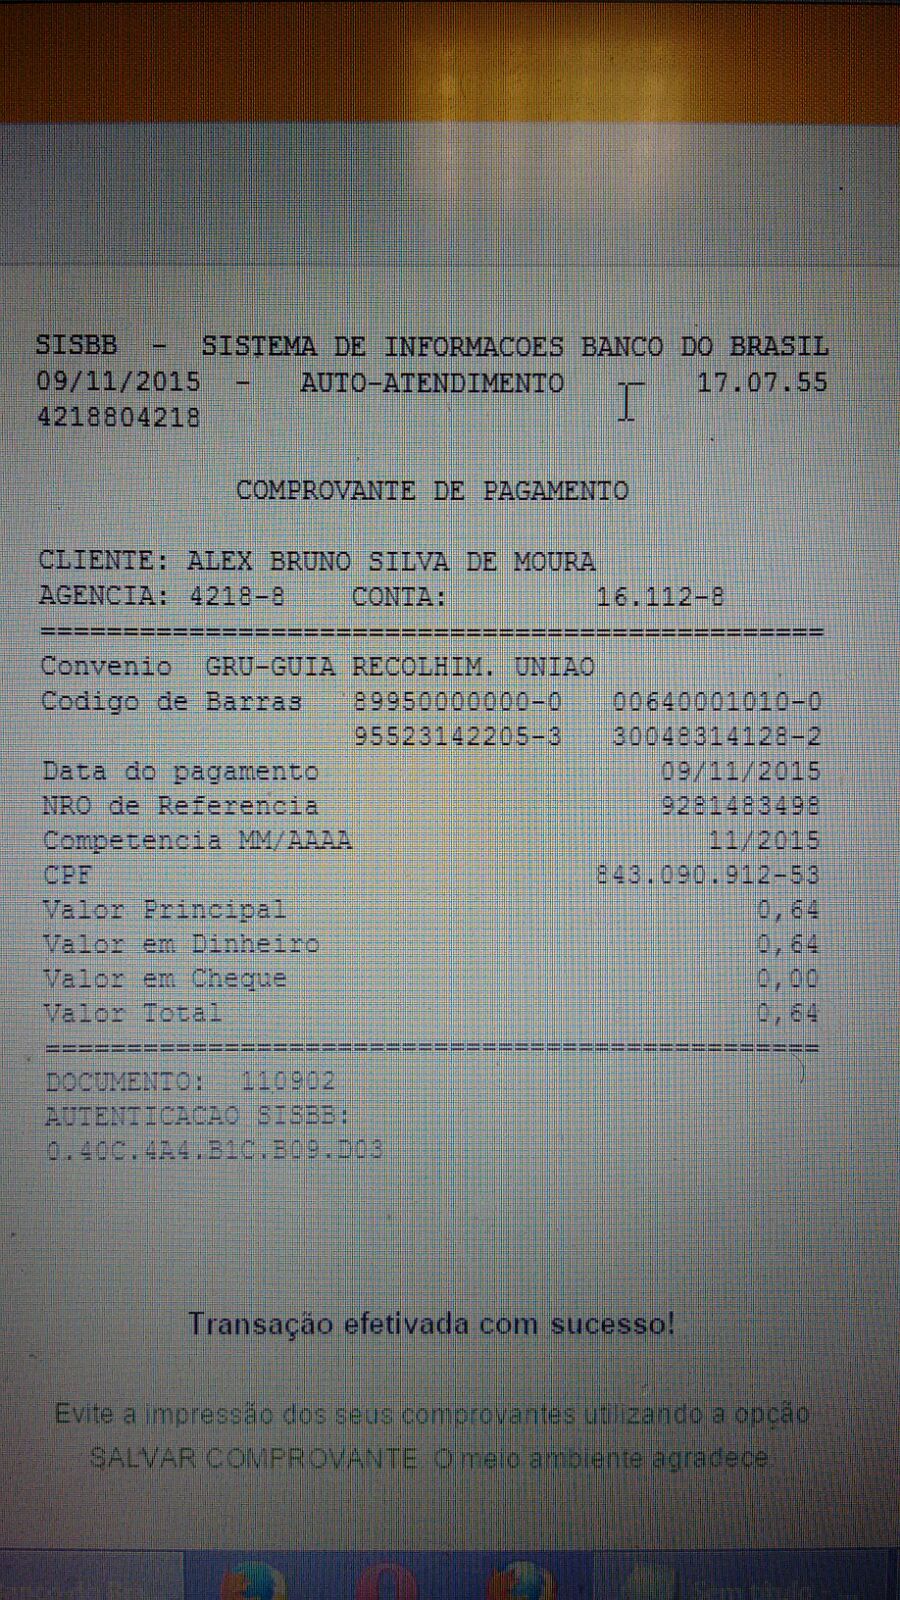 SISBB - SISTEMA DE INFORMACOES BANCO DO BRASIL
09/11/2015 - AUTO-ATENDIMENTO - 17.07.55
4218804218
COMPROVANTE DE PAGAMENTO
CLIENTE: ALEX BRUNO SILVA DE MOURA
AGENCIA: 4218-8 CONTA: 16.112-8
================================================
Convenio GRU-GUIA RECOLHIM. UNIAO
Codigo de Barras 89950000000-0 00640001010-0
95523142205-3 30048314128-2
Data do pagamento 09/11/2015
NRO de Referencia 9281483498
Competencia MM/AAAA 11/2015
CPF 843.090.912-53
Valor Principal 0,64
Valor em Dinheiro 0,64
Valor em Cheque 0,00
Valor Total 0,64
================================================
DOCUMENTO: 110902
AUTENTICACAO SISBB:
0.40C.4A4.B1C.B09.D03
Transação efetivada com sucesso!
Evite a impressão dos seus comprovantes utilizando a opção
SALVAR COMPROVANTE. O meio ambiente agradece.